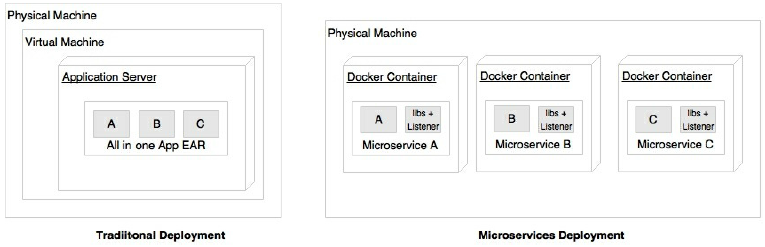 Physical Machine
Virtual Machine
Application Server
A B C
All in one App EAR
Tradiitonal Deployment
Physical Machine
Docker Container
A libs +
Listener
Microservice A
Docker Container
B libs +
Listener
Microservice B
Docker Container
C libs +
Listener
Microservice C
Microservices Deployment